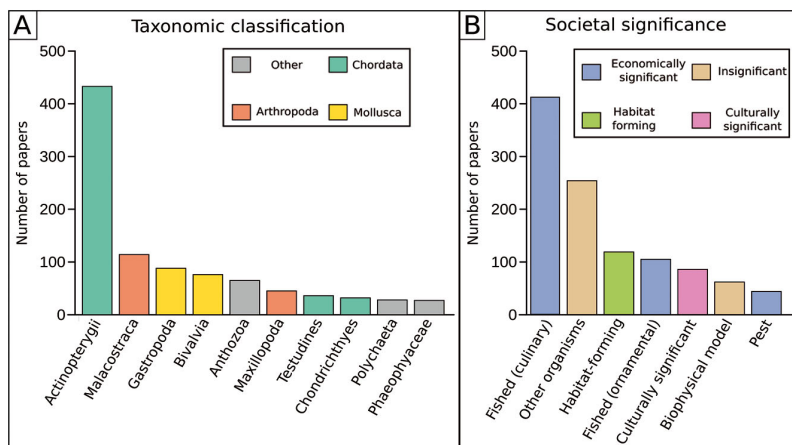 A
Taxonomic classification
Number of papers
500
400
300
200
100
0
Other
Chordata
Arthropoda
Mollusca
Actinopterygii
Malacostraca
Gastropoda
Bivalvia
Anthozoa
Maxillopoda
Testudines
Chondrichthyes
Polychaeta
Phaeophyaceae
B
Societal significance
Number of papers
500
400
300
200
100
0
Economically
significant
Insignificant
Habitat
forming
Culturally
significant
Fished (culinary)
Other organisms
Habitat-forming
Fished (ornamental)
Culturally significant
Biophysical model
Pest